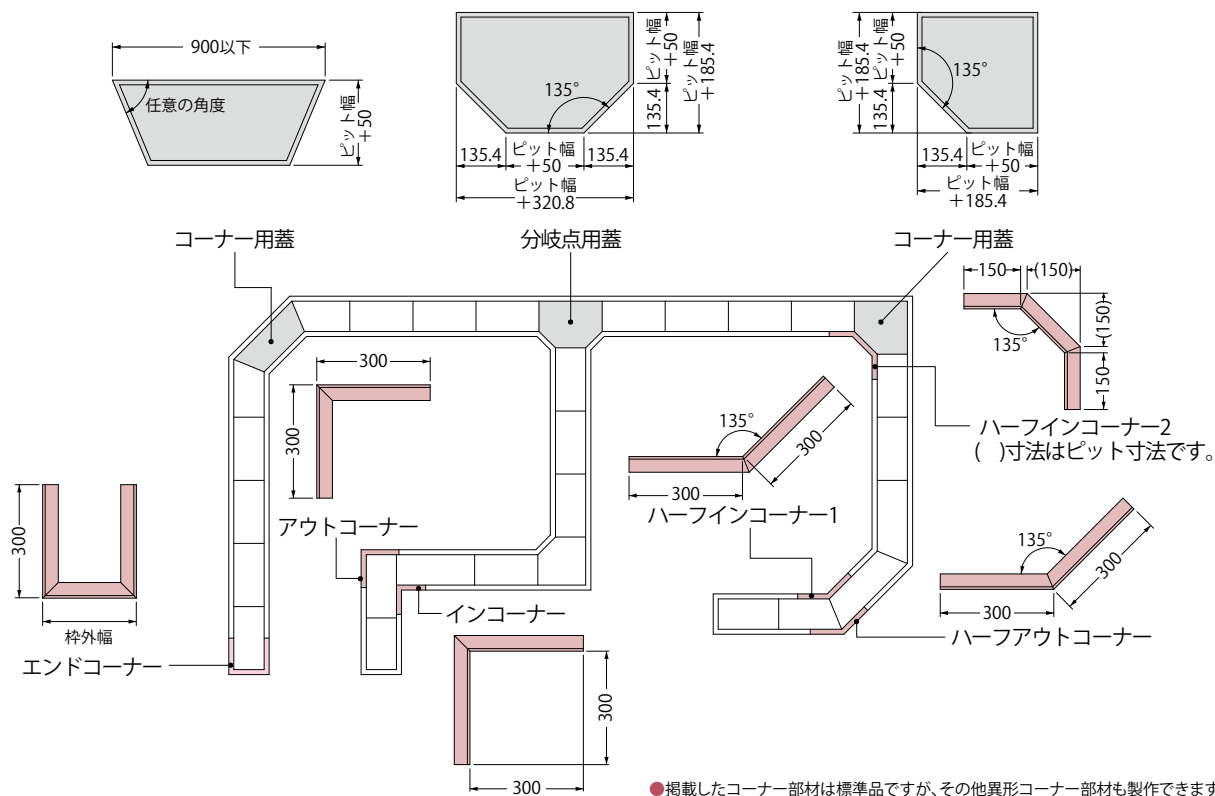 900以下
任意の角度
ピット幅
+50
135°
ピット幅
+50
135.4
ピット幅
+185.4
135.4
ピット幅
+50
135.4
ピット幅
+320.8
ピット幅
+185.4
ピット幅
+50
135.4
135°
135.4
ピット幅
+50
ピット幅
+185.4
コーナー用蓋
分岐点用蓋
コーナー用蓋
150
(150)
(150)
150
135°
ハーフインコーナー2
( )寸法はピット寸法です。
300
300
アウトコーナー
135°
300
300
ハーフインコーナー1
135°
300
300
ハーフアウトコーナー
300
枠外幅
エンドコーナー
インコーナー
300
300
●掲載したコーナー部材は標準品ですが、その他異形コーナー部材も製作できます